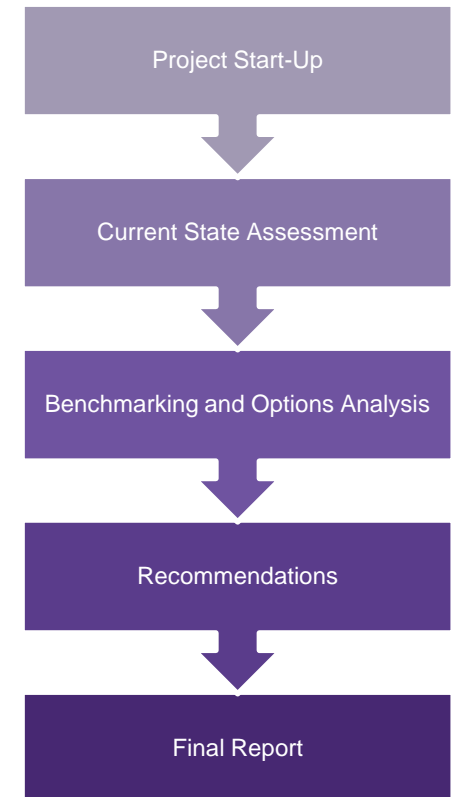 Project Start-Up
Current State Assessment
Benchmarking and Options Analysis
Recommendations
Final Report